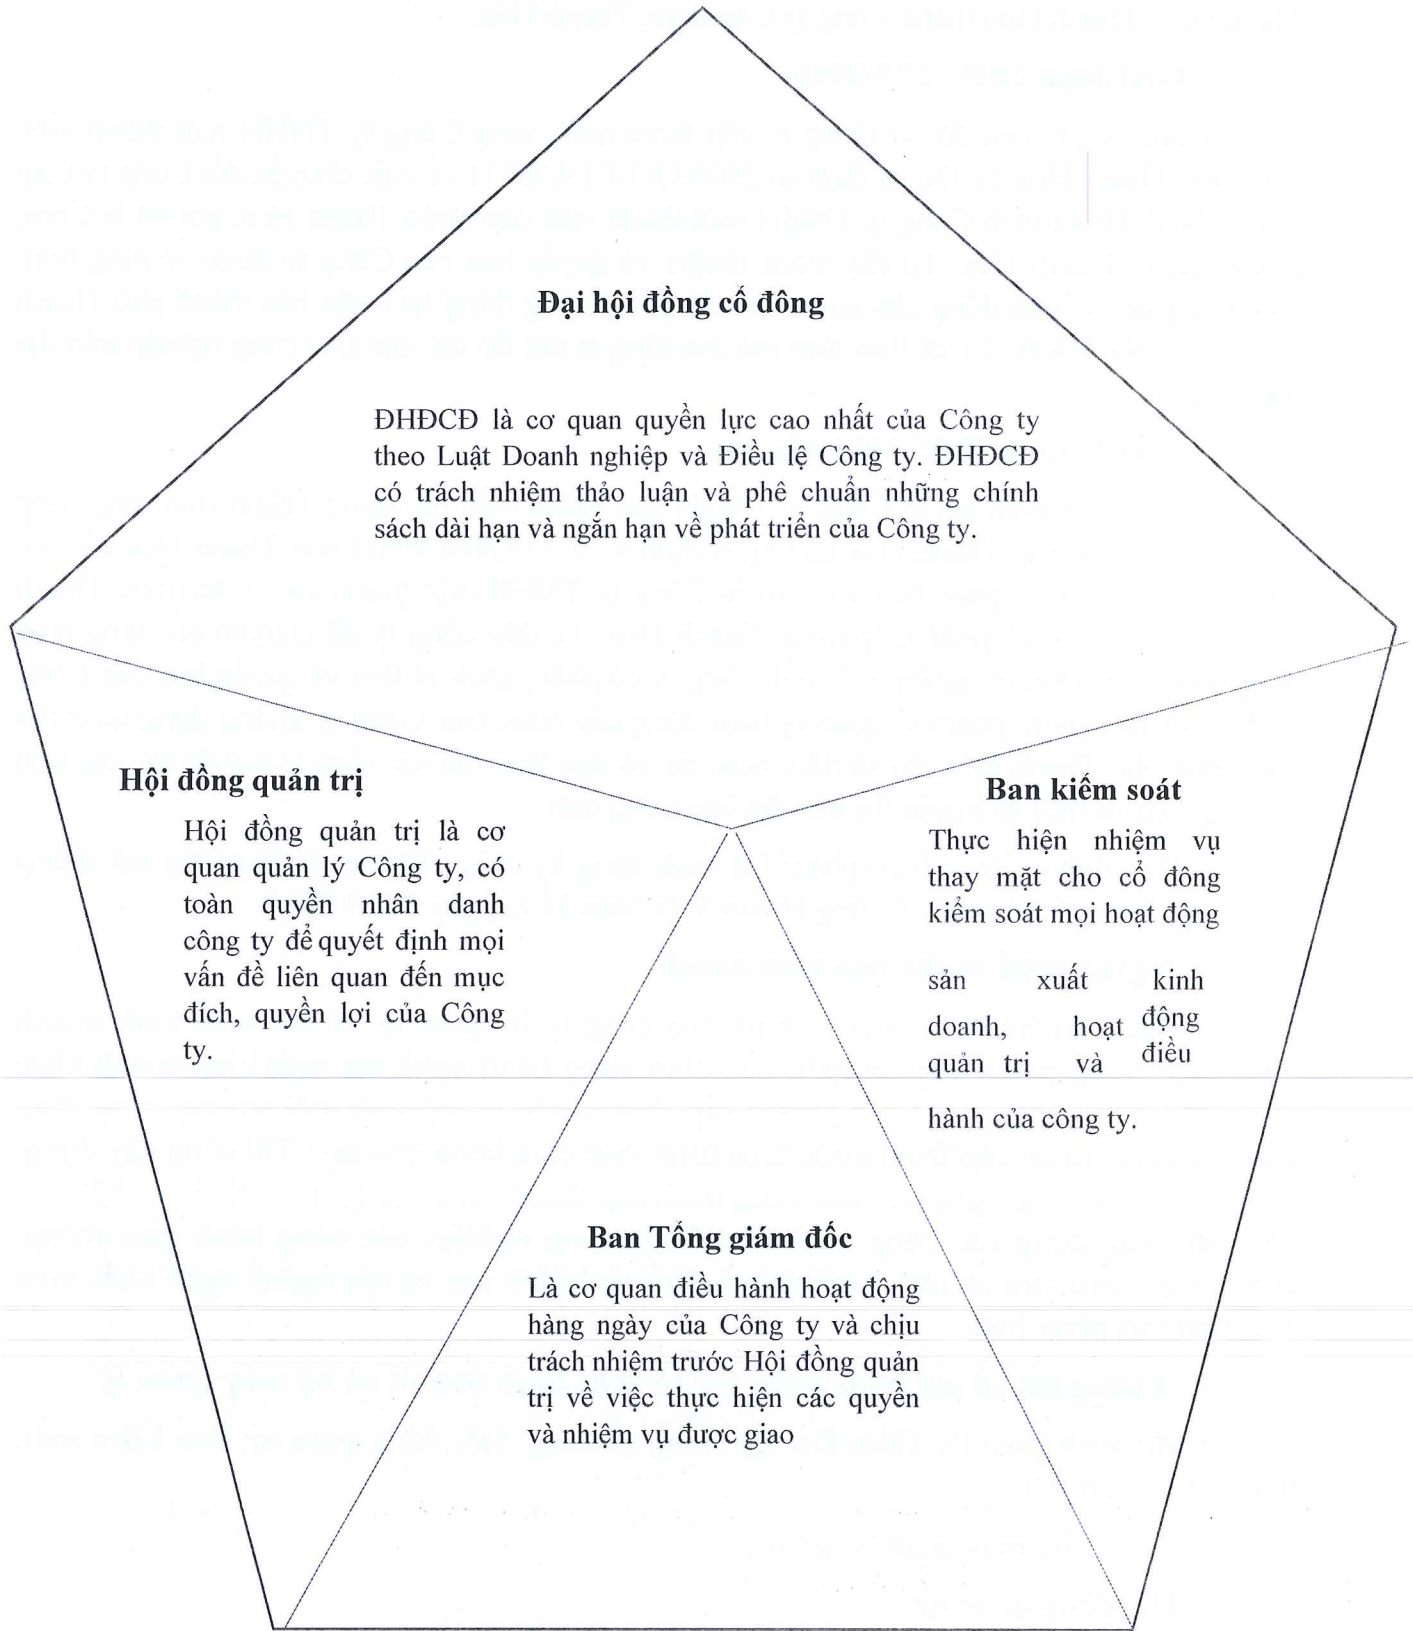 Đại hội đồng cổ đông
ĐHĐCĐ là cơ quan quyền lực cao nhất của Công ty
theo Luật Doanh nghiệp và Điều lệ Công ty. ĐHĐCĐ
có trách nhiệm thảo luận và phê chuẩn những chính
sách dài hạn và ngắn hạn về phát triển của Công ty.
Hội đồng quản trị
Hội đồng quản trị là cơ
quan quản lý Công ty, có
toàn quyền nhân danh
công ty để quyết định mọi
vấn đề liên quan đến mục
đích, quyền lợi của Công
ty.
Ban kiểm soát
Thực hiện nhiệm vụ
thay mặt cho cổ đông
kiểm soát mọi hoạt động
sản xuất kinh
doanh, hoạt động
quản trị và điều
hành của công ty.
Ban Tổng giám đốc
Là cơ quan điều hành hoạt động
hàng ngày của Công ty và chịu
trách nhiệm trước Hội đồng quản
trị về việc thực hiện các quyền
và nhiệm vụ được giao